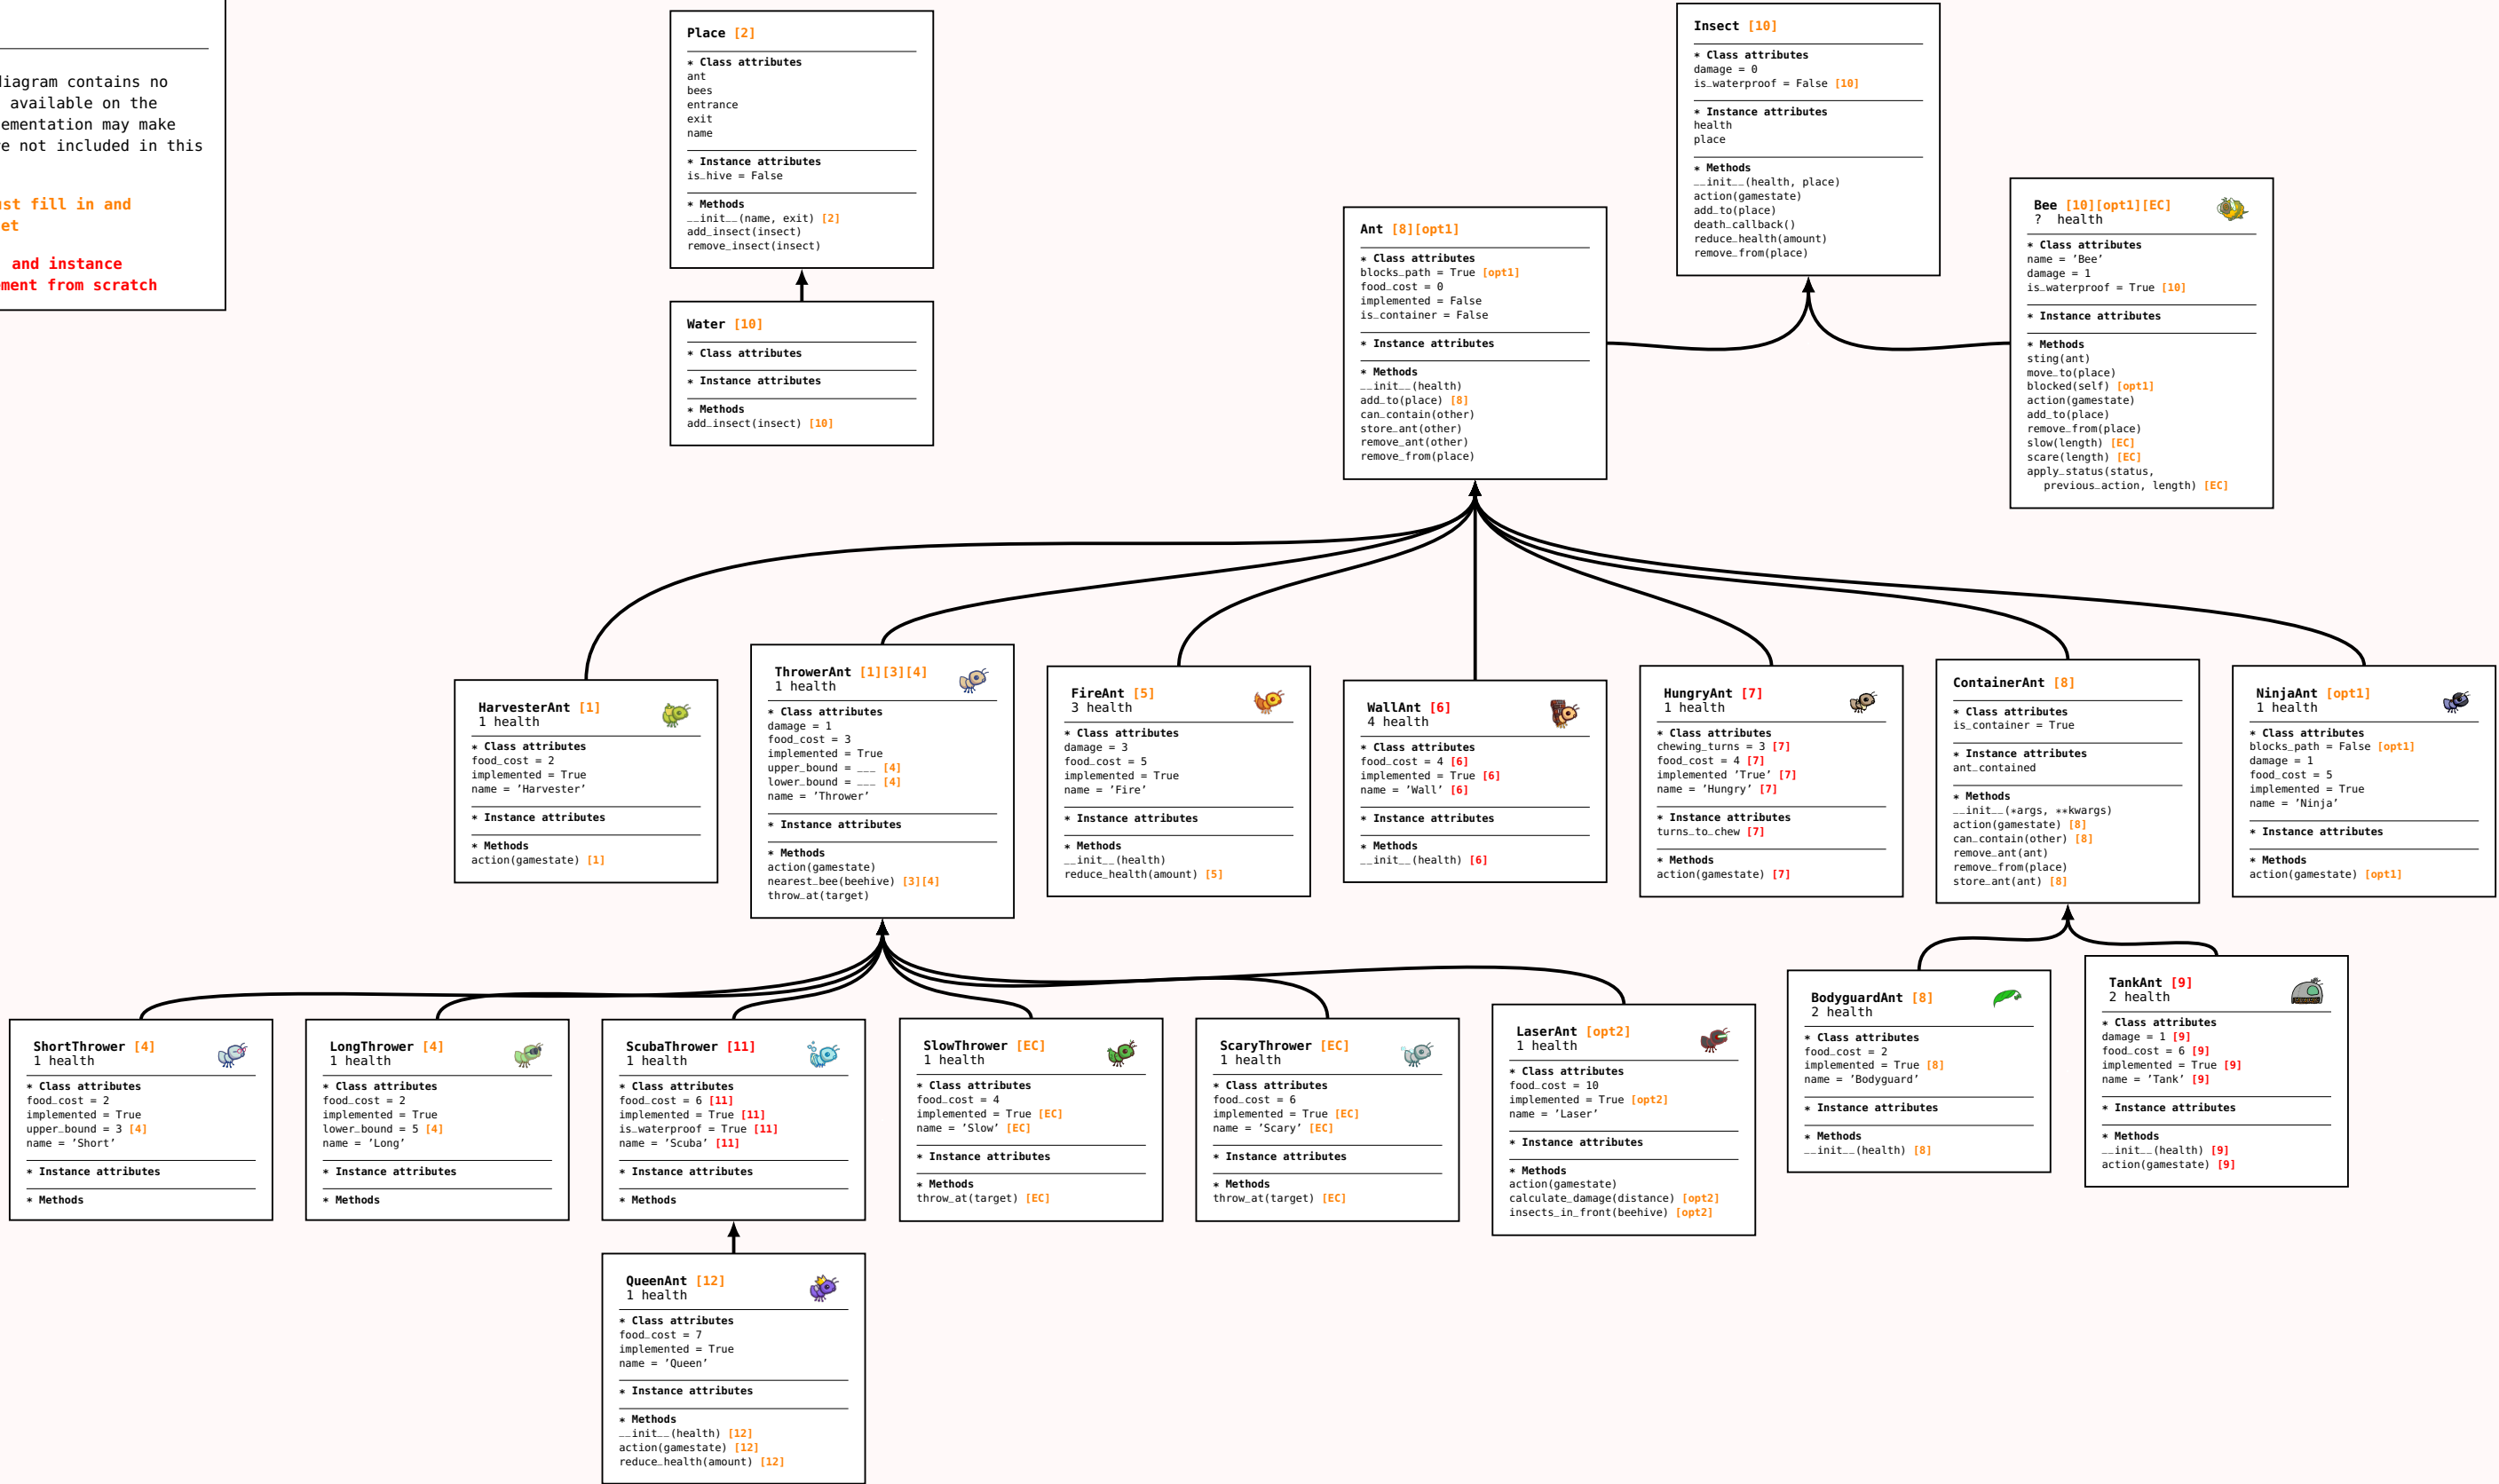 diagram contains no
available on the
ementation may make
re not included in this
st fill in and
et
and instance
ement from scratch
Place [2]
* Class attributes
ant
bees
entrance
exit
name
* Instance attributes
is_hive = False
* Methods
__init__(name, exit) [2]
add_insect(insect)
remove_insect(insect)
Water [10]
* Class attributes
* Instance attributes
* Methods
add_insect(insect) [10]
Insect [10]
* Class attributes
damage = 0
is_waterproof = False [10]
* Instance attributes
health
place
* Methods
__init__(health, place)
action(gamestate)
add_to(place)
death_callback()
reduce_health(amount)
remove_from(place)
Ant [8][opt1]
* Class attributes
blocks_path = True [opt1]
food_cost = 0
implemented = False
is_container = False
* Instance attributes
* Methods
__init__(health)
add_to(place) [8]
can_contain(other)
store_ant(other)
remove_ant(other)
remove_from(place)
Bee [10][opt1][EC]
? health
* Class attributes
name = ’Bee’
damage = 1
is_waterproof = True [10]
* Instance attributes
* Methods
sting(ant)
move_to(place)
blocked(self) [opt1]
action(gamestate)
add_to(place)
remove_from(place)
slow(length) [EC]
scare(length) [EC]
apply_status(status,
previous_action, length) [EC]
HarvesterAnt [1]
1 health
* Class attributes
food_cost = 2
implemented = True
name = ’Harvester’
* Instance attributes
* Methods
action(gamestate) [1]
ThrowerAnt [1][3][4]
1 health
* Class attributes
damage = 1
food_cost = 3
implemented = True
upper_bound = ___ [4]
lower_bound = ___ [4]
name = ’Thrower’
* Instance attributes
* Methods
action(gamestate)
nearest_bee(beehive) [3][4]
throw_at(target)
FireAnt [5]
3 health
* Class attributes
damage = 3
food_cost = 5
implemented = True
name = ’Fire’
* Instance attributes
* Methods
__init__(health)
reduce_health(amount) [5]
WallAnt [6]
4 health
* Class attributes
food_cost = 4 [6]
implemented = True [6]
name = ’Wall’ [6]
* Instance attributes
* Methods
__init__(health) [6]
HungryAnt [7]
1 health
* Class attributes
chewing_turns = 3 [7]
food_cost = 4 [7]
implemented ’True’ [7]
name = ’Hungry’ [7]
* Instance attributes
turns_to_chew [7]
* Methods
action(gamestate) [7]
ContainerAnt [8]
* Class attributes
is_container = True
* Instance attributes
ant_contained
* Methods
__init__(*args, **kwargs)
action(gamestate) [8]
can_contain(other) [8]
remove_ant(ant)
remove_from(place)
store_ant(ant) [8]
NinjaAnt [opt1]
1 health
* Class attributes
blocks_path = False [opt1]
damage = 1
food_cost = 5
implemented = True
name = ’Ninja’
* Instance attributes
* Methods
action(gamestate) [opt1]
ShortThrower [4]
1 health
* Class attributes
food_cost = 2
implemented = True
upper_bound = 3 [4]
name = ’Short’
* Instance attributes
* Methods
LongThrower [4]
1 health
* Class attributes
food_cost = 2
implemented = True
lower_bound = 5 [4]
name = ’Long’
* Instance attributes
* Methods
ScubaThrower [11]
1 health
* Class attributes
food_cost = 6 [11]
implemented = True [11]
is_waterproof = True [11]
name = ’Scuba’ [11]
* Instance attributes
* Methods
SlowThrower [EC]
1 health
* Class attributes
food_cost = 4
implemented = True [EC]
name = ’Slow’ [EC]
* Instance attributes
* Methods
throw_at(target) [EC]
ScaryThrower [EC]
1 health
* Class attributes
food_cost = 6
implemented = True [EC]
name = ’Scary’ [EC]
* Instance attributes
* Methods
throw_at(target) [EC]
LaserAnt [opt2]
1 health
* Class attributes
food_cost = 10
implemented = True [opt2]
name = ’Laser’
* Instance attributes
* Methods
action(gamestate)
calculate_damage(distance) [opt2]
insects_in_front(beehive) [opt2]
BodyguardAnt [8]
2 health
* Class attributes
food_cost = 2
implemented = True [8]
name = ’Bodyguard’
* Instance attributes
* Methods
__init__(health) [8]
TankAnt [9]
2 health
* Class attributes
damage = 1 [9]
food_cost = 6 [9]
implemented = True [9]
name = ’Tank’ [9]
* Instance attributes
* Methods
__init__(health) [9]
action(gamestate) [9]
QueenAnt [12]
1 health
* Class attributes
food_cost = 7
implemented = True
name = ’Queen’
* Instance attributes
* Methods
__init__(health) [12]
action(gamestate) [12]
reduce_health(amount) [12]